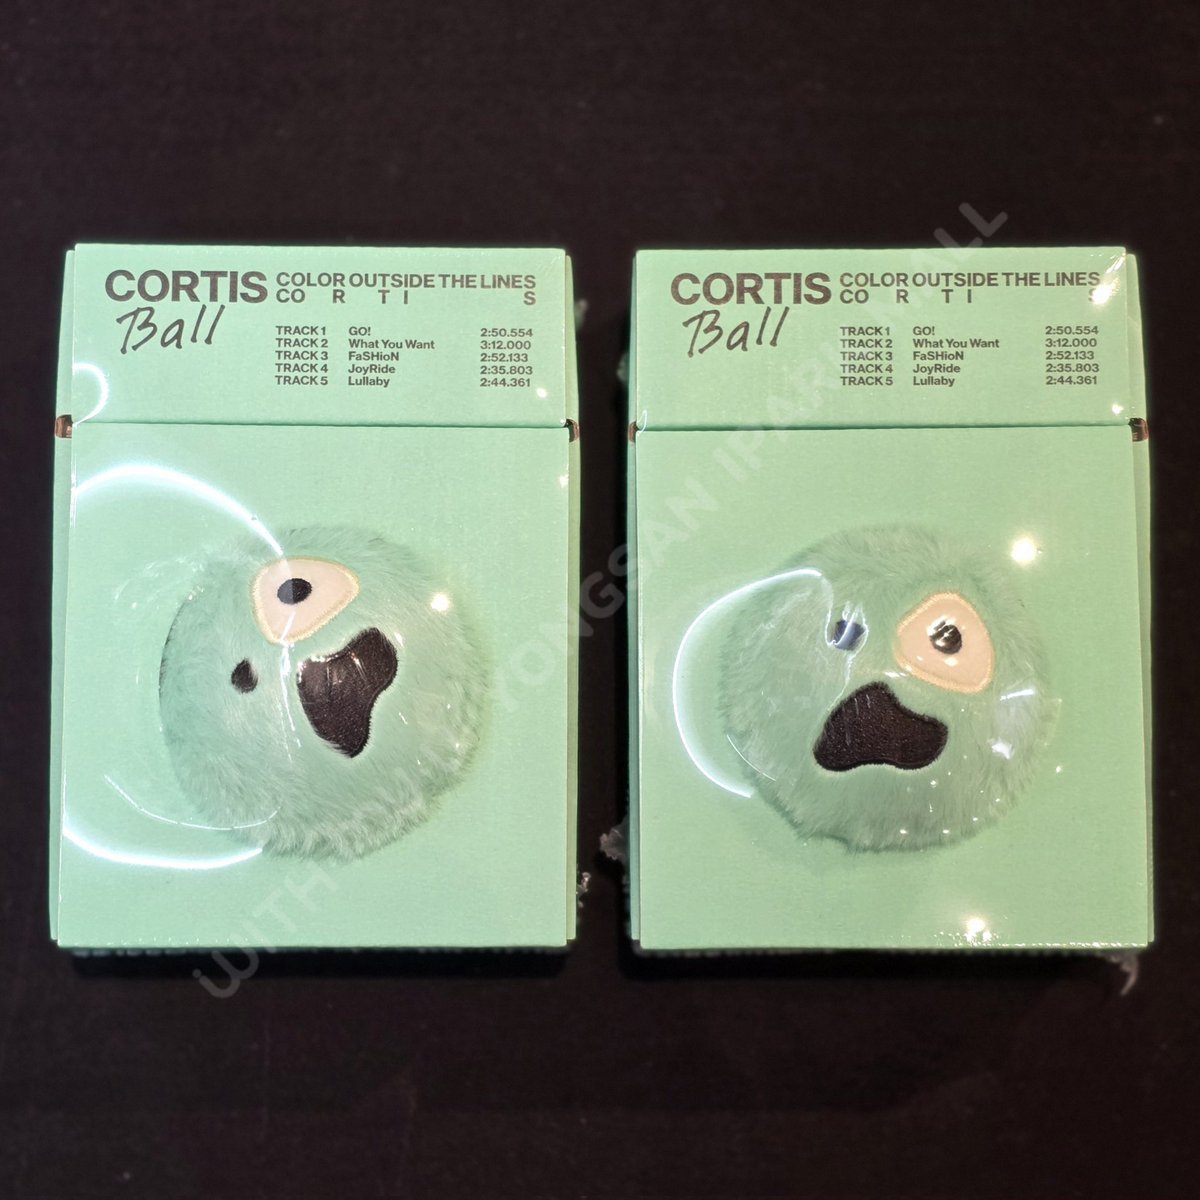 CORTIS COLOR OUTSIDE THE LINES
CO R T I S
Ball
TRACK 1 GO! 2:50.554
TRACK 2 What You Want 3:12.000
TRACK 3 FaSHioN 2:52.133
TRACK 4 JoyRide 2:35.803
TRACK 5 Lullaby 2:44.361
CORTIS COLOR OUTSIDE THE LINES
CO R T I S
Ball
TRACK 1 GO! 2:50.554
TRACK 2 What You Want 3:12.000
TRACK 3 FaSHioN 2:52.133
TRACK 4 JoyRide 2:35.803
TRACK 5 Lullaby 2:44.361
WITH YONGSAN IPARK MALL